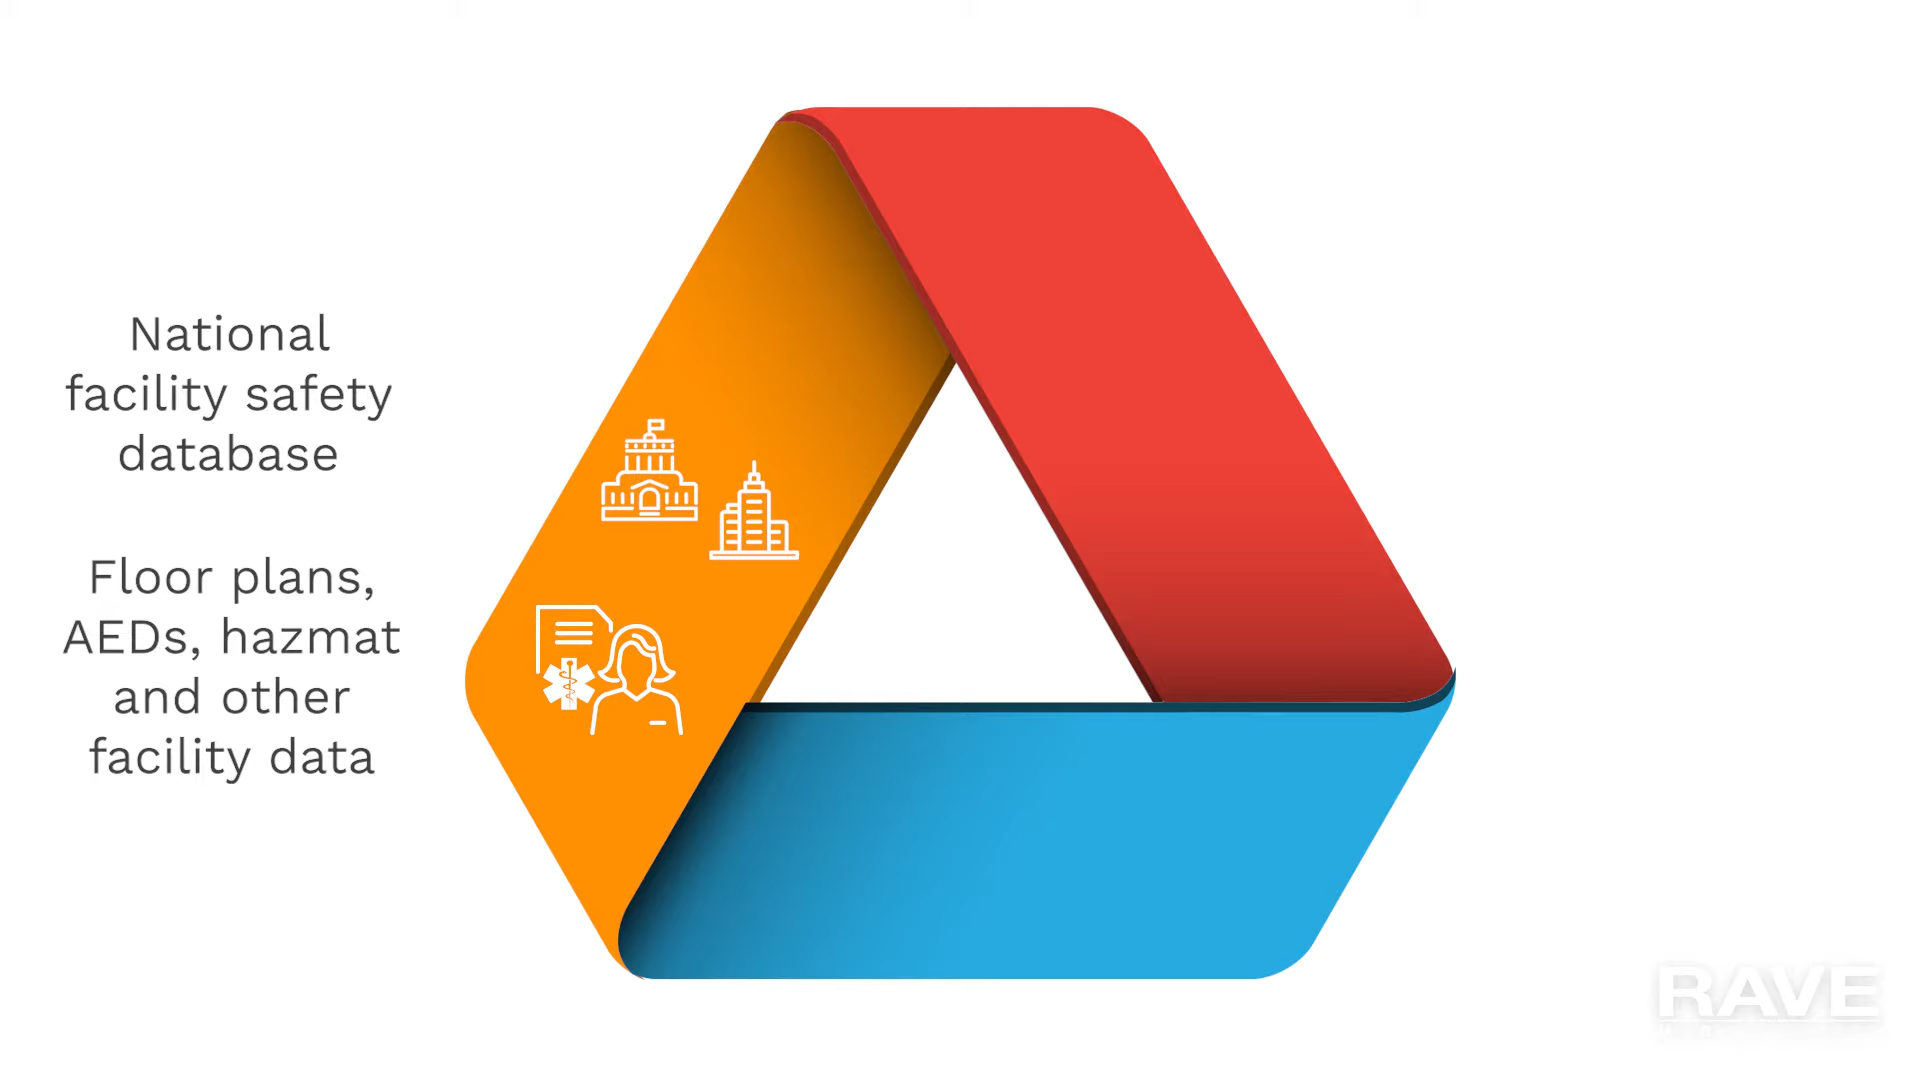 National
facility safety
database
Floor plans,
AEDs, hazmat
and other
facility data
RAVE